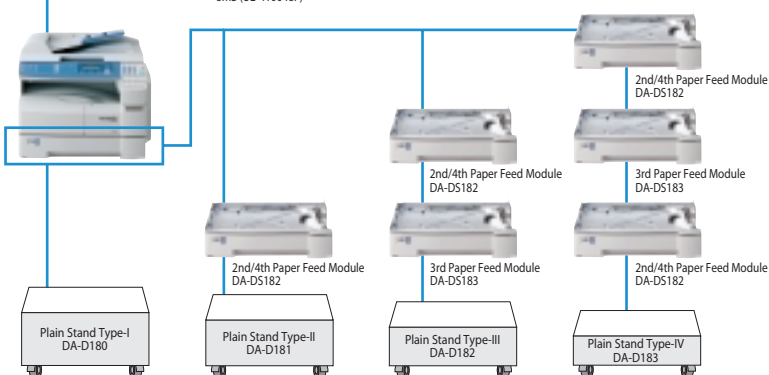 2nd/4th Paper Feed Module
DA-DS182
2nd/4th Paper Feed Module
DA-DS182
3rd Paper Feed Module
DA-DS183
2nd/4th Paper Feed Module
DA-DS182
3rd Paper Feed Module
DA-DS183
2nd/4th Paper Feed Module
DA-DS182
Plain Stand Type-I
DA-D180
Plain Stand Type-II
DA-D181
Plain Stand Type-III
DA-D182
Plain Stand Type-IV
DA-D183